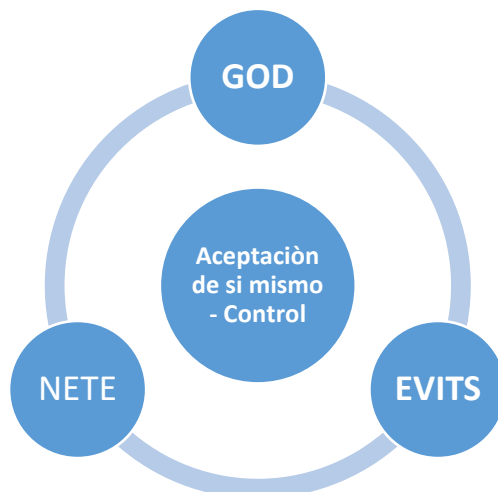 GOD
Aceptaciòn
de si mismo
- Control
NETE
EVITS